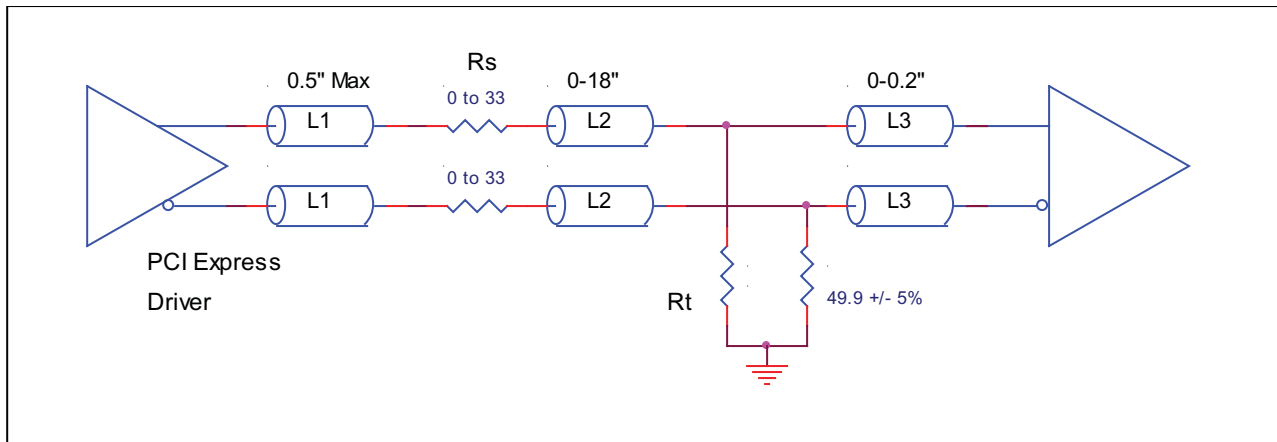 Rs
0.5" Max
0-18"
0-0.2"
0 to 33
L1
L2
L3
0 to 33
L1
L2
L3
PCI Express
Driver
Rt
49.9 +/- 5%